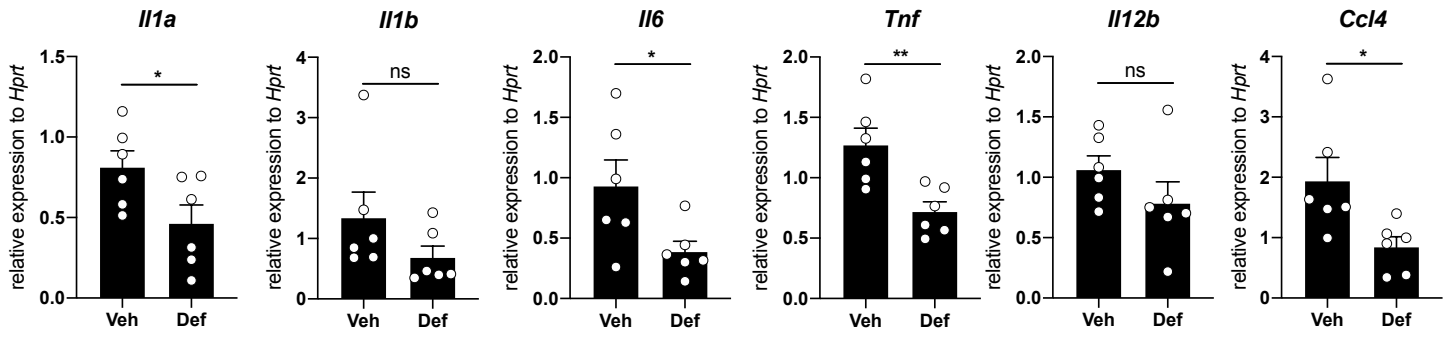 Il1a
relative expression to Hprt
1.5
1.0
0.5
0.0
*
Veh Def
Il1b
relative expression to Hprt
4
3
2
1
0
ns
Veh Def
Il6
relative expression to Hprt
2.0
1.5
1.0
0.5
0.0
*
Veh Def
Tnf
relative expression to Hprt
2.0
1.5
1.0
0.5
0.0
**
Veh Def
Il12b
relative expression to Hprt
2.0
1.5
1.0
0.5
0.0
ns
Veh Def
Ccl4
relative expression to Hprt
4
3
2
1
0
*
Veh Def